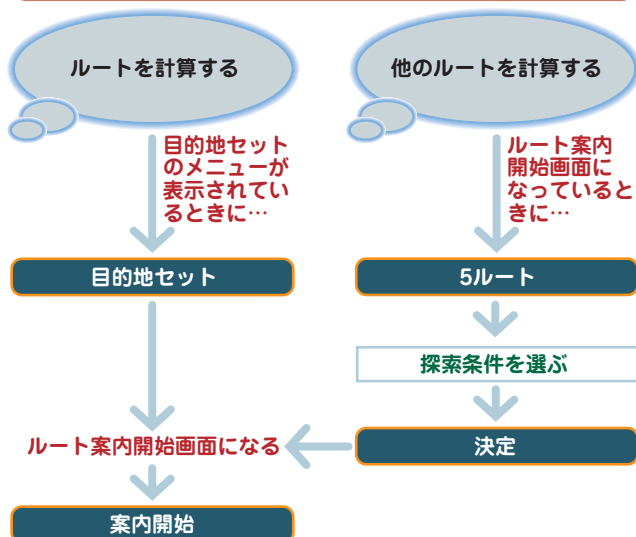 ルートを計算する
目的地セット
のメニューが
表示されてい
るときに…
目的地セット
ルート案内開始画面になる
案内開始
他のルートを計算する
ルート案内
開始画面に
なっていると
きに…
5ルート
探索条件を選ぶ
決定